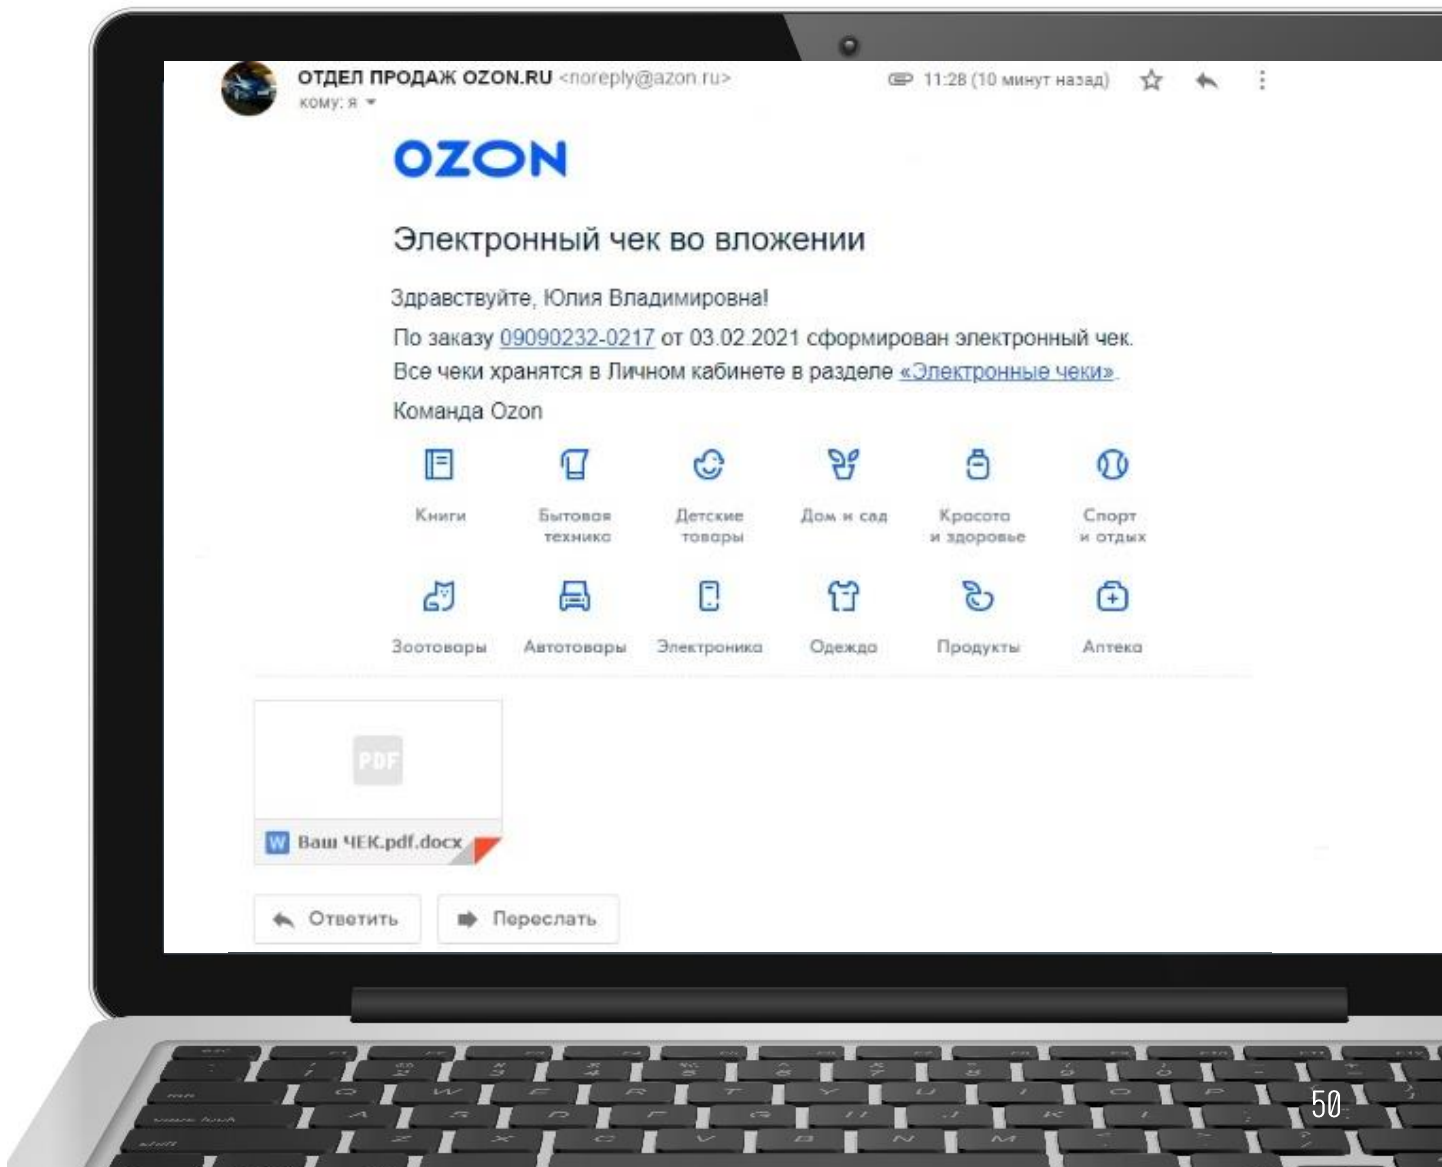 ОТДЕЛ ПРОДАЖ OZON.RU <noreply@azon.ru> 11:28 (10 минут назад)
кому: я
OZON
Электронный чек во вложении
Здравствуйте, Юлия Владимировна!
По заказу 09090232-0217 от 03.02.2021 сформирован электронный чек.
Все чеки хранятся в Личном кабинете в разделе «Электронные чеки».
Команда Ozon
Книги
Бытовая
техника
Детские
товары
Дом и сад
Красота
и здоровье
Спорт
и отдых
Зоотовары
Автотовары
Электроника
Одежда
Продукты
Аптека
PDF
W Ваш ЧЕК.pdf.docx
Ответить
Переслать
50